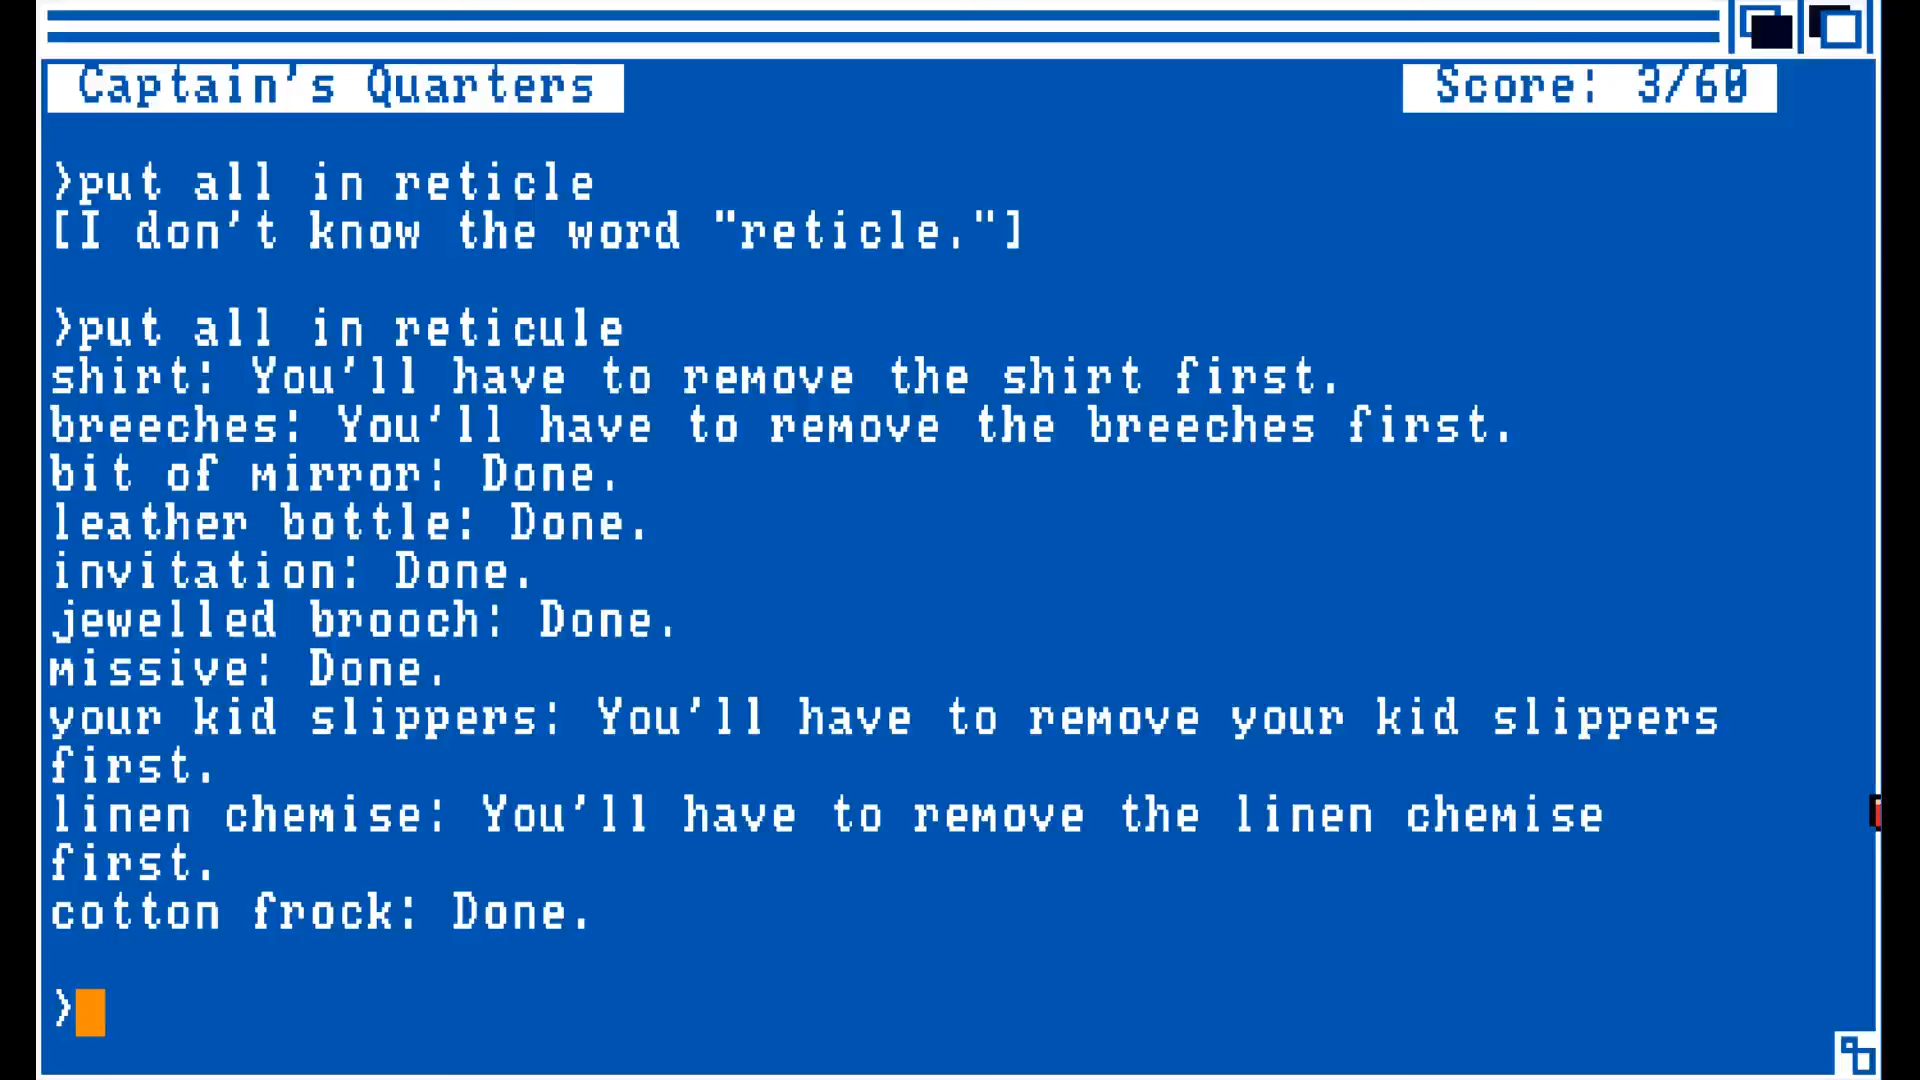 Captain's Quarters Score: 3/60
>put all in reticle
[I don't know the word "reticle."]
>put all in reticule
shirt: You'll have to remove the shirt first.
breeches: You'll have to remove the breeches first.
bit of mirror: Done.
leather bottle: Done.
invitation: Done.
jewelled brooch: Done.
missive: Done.
your kid slippers: You'll have to remove your kid slippers
first.
linen chemise: You'll have to remove the linen chemise
first.
cotton frock: Done.
>